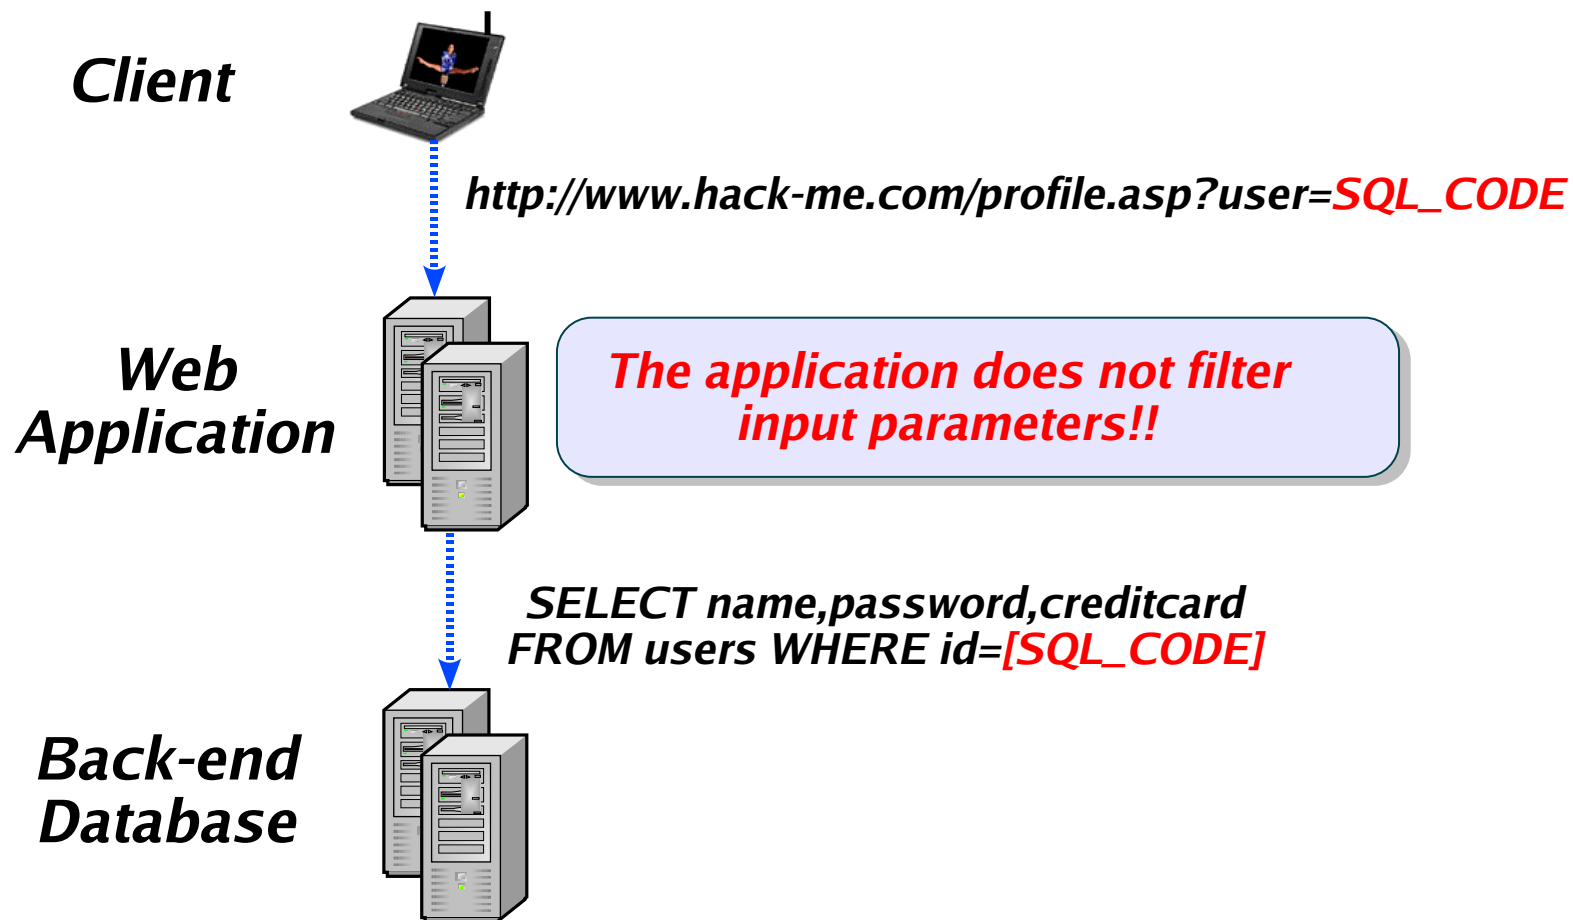 Client
http://www.hack-me.com/profile.asp?user=SQL_CODE
Web
Application
The application does not filter
input parameters!!
SELECT name,password,creditcard
FROM users WHERE id=[SQL_CODE]
Back-end
Database